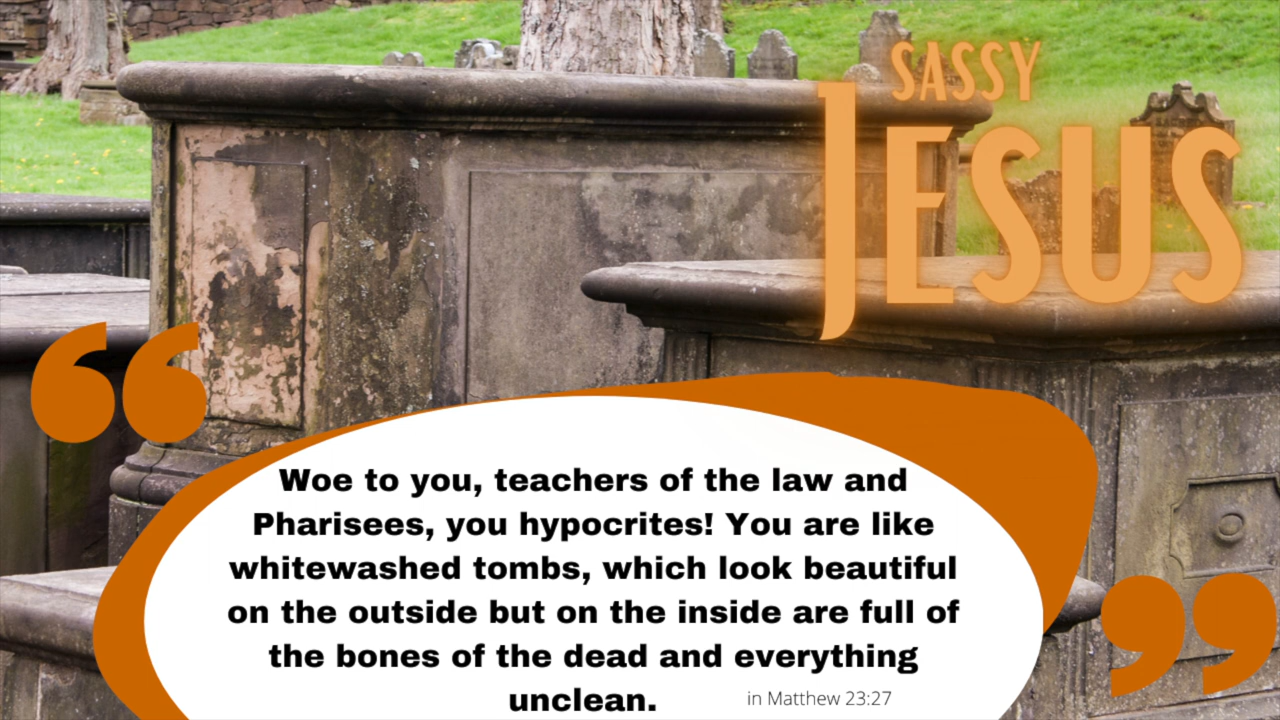 SASSY
JESUS
“
Woe to you, teachers of the law and
Pharisees, you hypocrites! You are like
whitewashed tombs, which look beautiful
on the outside but on the inside are full of
the bones of the dead and everything
unclean.
in Matthew 23:27
”